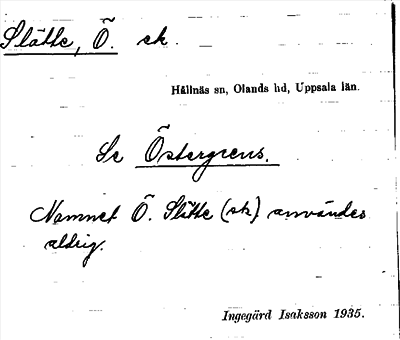 Slätte, Ö. sk.
Hållnäs sn, Olands hd, Uppsala län.
Se Östergrens.
Namnet Ö. Slätte (sk) användes
aldrig.
Ingegärd Isaksson 1935.